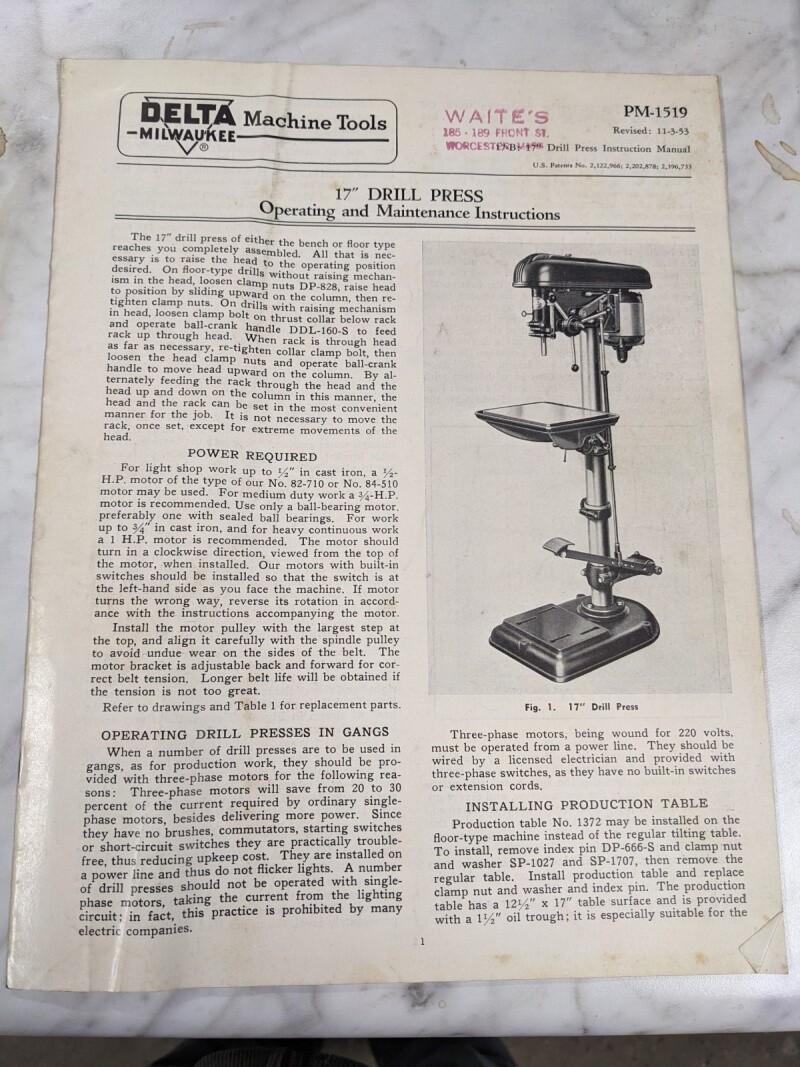 DELTA
MILWAUKEE
®
Machine Tools
WAITE'S
185-189 FRONT ST.
WORCESTER, MASS
PM-1519
Revised: 11-3-53
17" Drill Press Instruction Manual
U.S. Patents No. 2,122,966; 2,202,878; 2,396,733
17" DRILL PRESS
Operating and Maintenance Instructions
The 17" drill press of either the bench or floor type
reaches you completely assembled. All that is nec-
essary is to raise the head to the operating position
desired. On floor-type drills without raising mechan-
ism in the head, loosen clamp nuts DP-828, raise head
to position by sliding upward on the column, then re-
tighten clamp nuts. On drills with raising mechanism
in head, loosen clamp bolt on thrust collar below rack
and operate ball-crank handle DDL-160-S to feed
rack up through head. When rack is through head
as far as necessary, re-tighten collar clamp bolt, then
loosen the head clamp nuts and operate ball-crank
handle to move head upward on the column. By al-
ternately feeding the rack through the head and the
head up and down on the column in this manner, the
head and the rack can be set in the most convenient
manner for the job. It is not necessary to move the
rack, once set, except for extreme movements of the
head.
POWER REQUIRED
For light shop work up to ½" in cast iron, a ½-
H.P. motor of the type of our No. 82-710 or No. 84-510
motor may be used. For medium duty work a ¾-H.P.
motor is recommended. Use only a ball-bearing motor,
preferably one with sealed ball bearings. For work
up to ¾" in cast iron, and for heavy continuous work
a 1 H.P. motor is recommended. The motor should
turn in a clockwise direction, viewed from the top of
the motor, when installed. Our motors with built-in
switches should be installed so that the switch is at
the left-hand side as you face the machine. If motor
turns the wrong way, reverse its rotation in accord-
ance with the instructions accompanying the motor.
Install the motor pulley with the largest step at
the top, and align it carefully with the spindle pulley
to avoid undue wear on the sides of the belt. The
motor bracket is adjustable back and forward for cor-
rect belt tension. Longer belt life will be obtained if
the tension is not too great.
Refer to drawings and Table 1 for replacement parts.
OPERATING DRILL PRESSES IN GANGS
When a number of drill presses are to be used in
gangs, as for production work, they should be pro-
vided with three-phase motors for the following rea-
sons: Three-phase motors will save from 20 to 30
percent of the current required by ordinary single-
phase motors, besides delivering more power. Since
they have no brushes, commutators, starting switches
or short-circuit switches they are practically trouble-
free, thus reducing upkeep cost. They are installed on
a power line and thus do not flicker lights. A number
of drill presses should not be operated with single-
phase motors, taking the current from the lighting
circuit; in fact, this practice is prohibited by many
electric companies.
Fig. 1. 17" Drill Press
Three-phase motors, being wound for 220 volts,
must be operated from a power line. They should be
wired by a licensed electrician and provided with
three-phase switches, as they have no built-in switches
or extension cords.
INSTALLING PRODUCTION TABLE
Production table No. 1372 may be installed on the
floor-type machine instead of the regular tilting table.
To install, remove index pin DP-666-S and clamp nut
and washer SP-1027 and SP-1707, then remove the
regular table. Install production table and replace
clamp nut and washer and index pin. The production
table has a 12½" x 17" table surface and is provided
with a 1½" oil trough; it is especially suitable for the
1